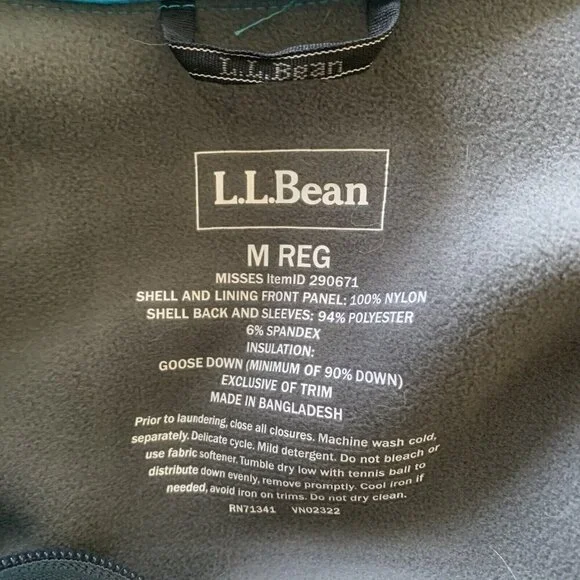 L.L.Bean
L.L.Bean
M REG
MISSES ItemID 290671
SHELL AND LINING FRONT PANEL: 100% NYLON
SHELL BACK AND SLEEVES: 94% POLYESTER
6% SPANDEX
INSULATION:
GOOSE DOWN (MINIMUM OF 90% DOWN)
EXCLUSIVE OF TRIM
MADE IN BANGLADESH
Prior to laundering, close all closures. Machine wash cold,
separately. Delicate cycle. Mild detergent. Do not bleach or
use fabric softener. Tumble dry low with tennis ball to
distribute down evenly, remove promptly. Cool iron if
needed, avoid iron on trims. Do not dry clean.
RN71341 VN02322